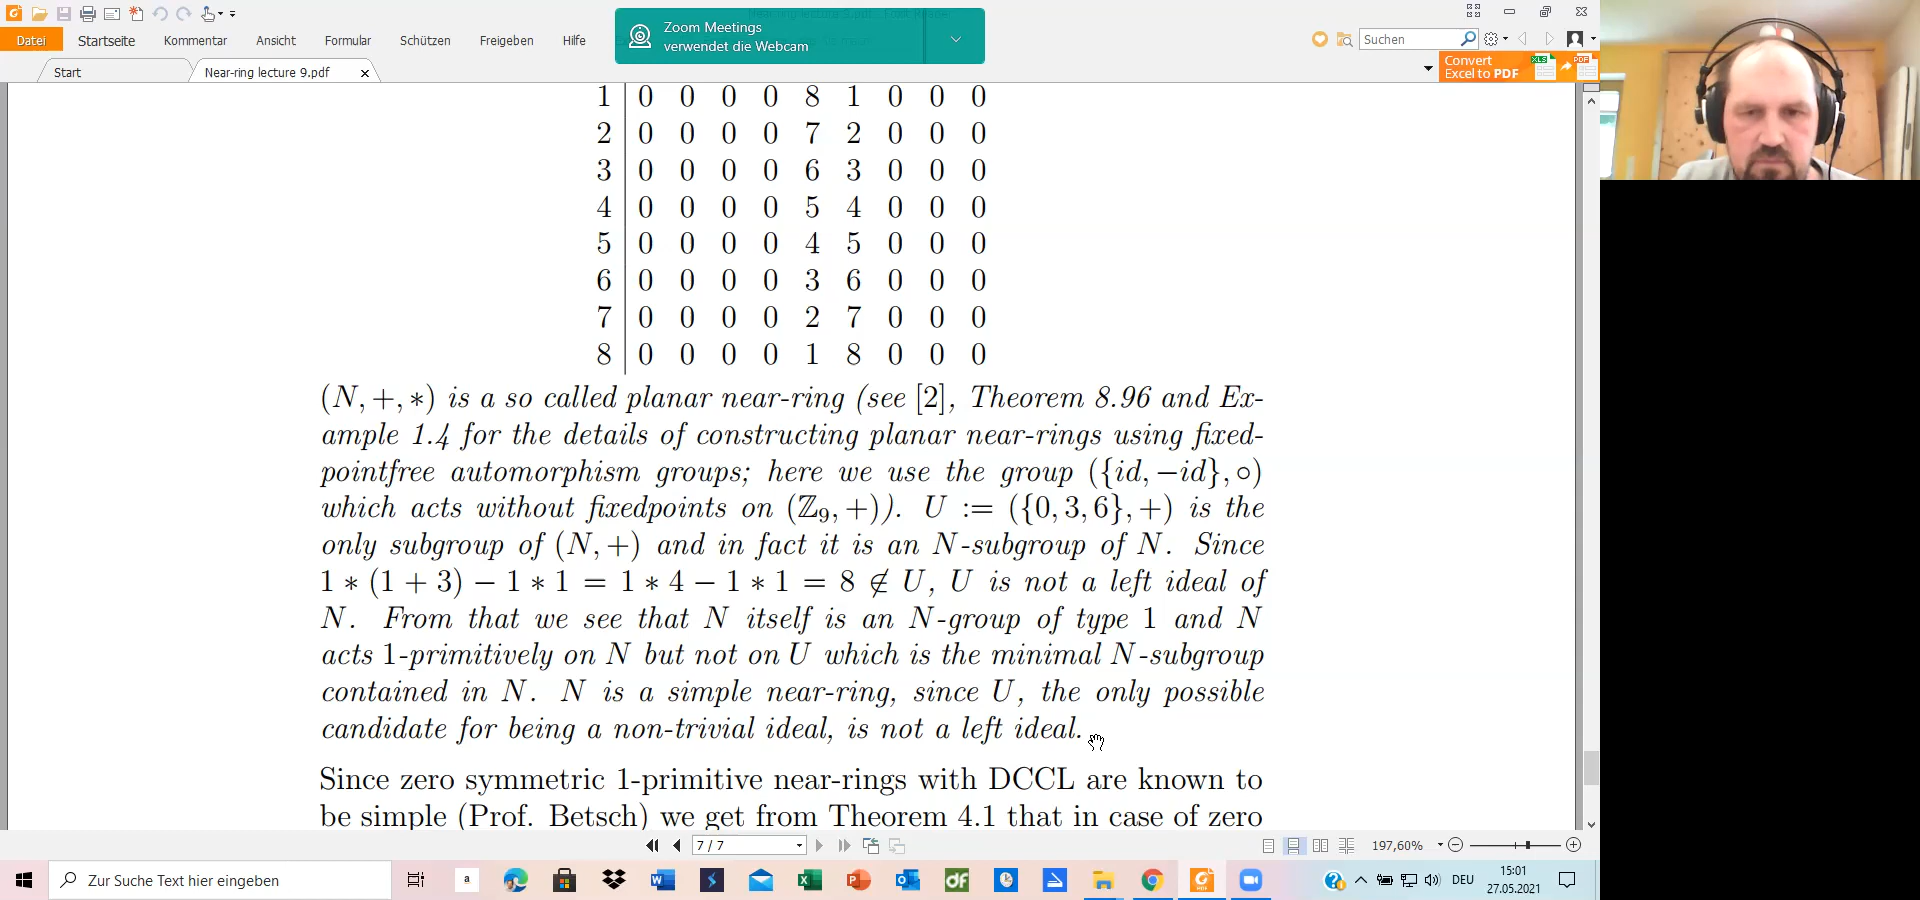 Zoom Meetings
verwendet die Webcam
Datei Startseite Kommentar Ansicht Formular Schützen Freigeben Hilfe
Suchen
Convert
Excel to PDF
XLS
PDF
Start
Near-ring lecture 9.pdf
1 0 0 0 0 8 1 0 0 0
2 0 0 0 0 7 2 0 0 0
3 0 0 0 0 6 3 0 0 0
4 0 0 0 0 5 4 0 0 0
5 0 0 0 0 4 5 0 0 0
6 0 0 0 0 3 6 0 0 0
7 0 0 0 0 2 7 0 0 0
8 0 0 0 0 1 8 0 0 0
(N, +, ∗) is a so called planar near-ring (see [2], Theorem 8.96 and Ex-
ample 1.4 for the details of constructing planar near-rings using fixed-
pointfree automorphism groups; here we use the group ({id, −id}, ∘)
which acts without fixedpoints on (ℤ₉, +)). U := ({0, 3, 6}, +) is the
only subgroup of (N, +) and in fact it is an N-subgroup of N. Since
1 ∗ (1 + 3) − 1 ∗ 1 = 1 ∗ 4 − 1 ∗ 1 = 8 ∉ U, U is not a left ideal of
N. From that we see that N itself is an N-group of type 1 and N
acts 1-primitively on N but not on U which is the minimal N-subgroup
contained in N. N is a simple near-ring, since U, the only possible
candidate for being a non-trivial ideal, is not a left ideal.
Since zero symmetric 1-primitive near-rings with DCCL are known to
be simple (Prof. Betsch) we get from Theorem 4.1 that in case of zero
7 / 7
197,60%
Zur Suche Text hier eingeben
DEU
15:01
27.05.2021